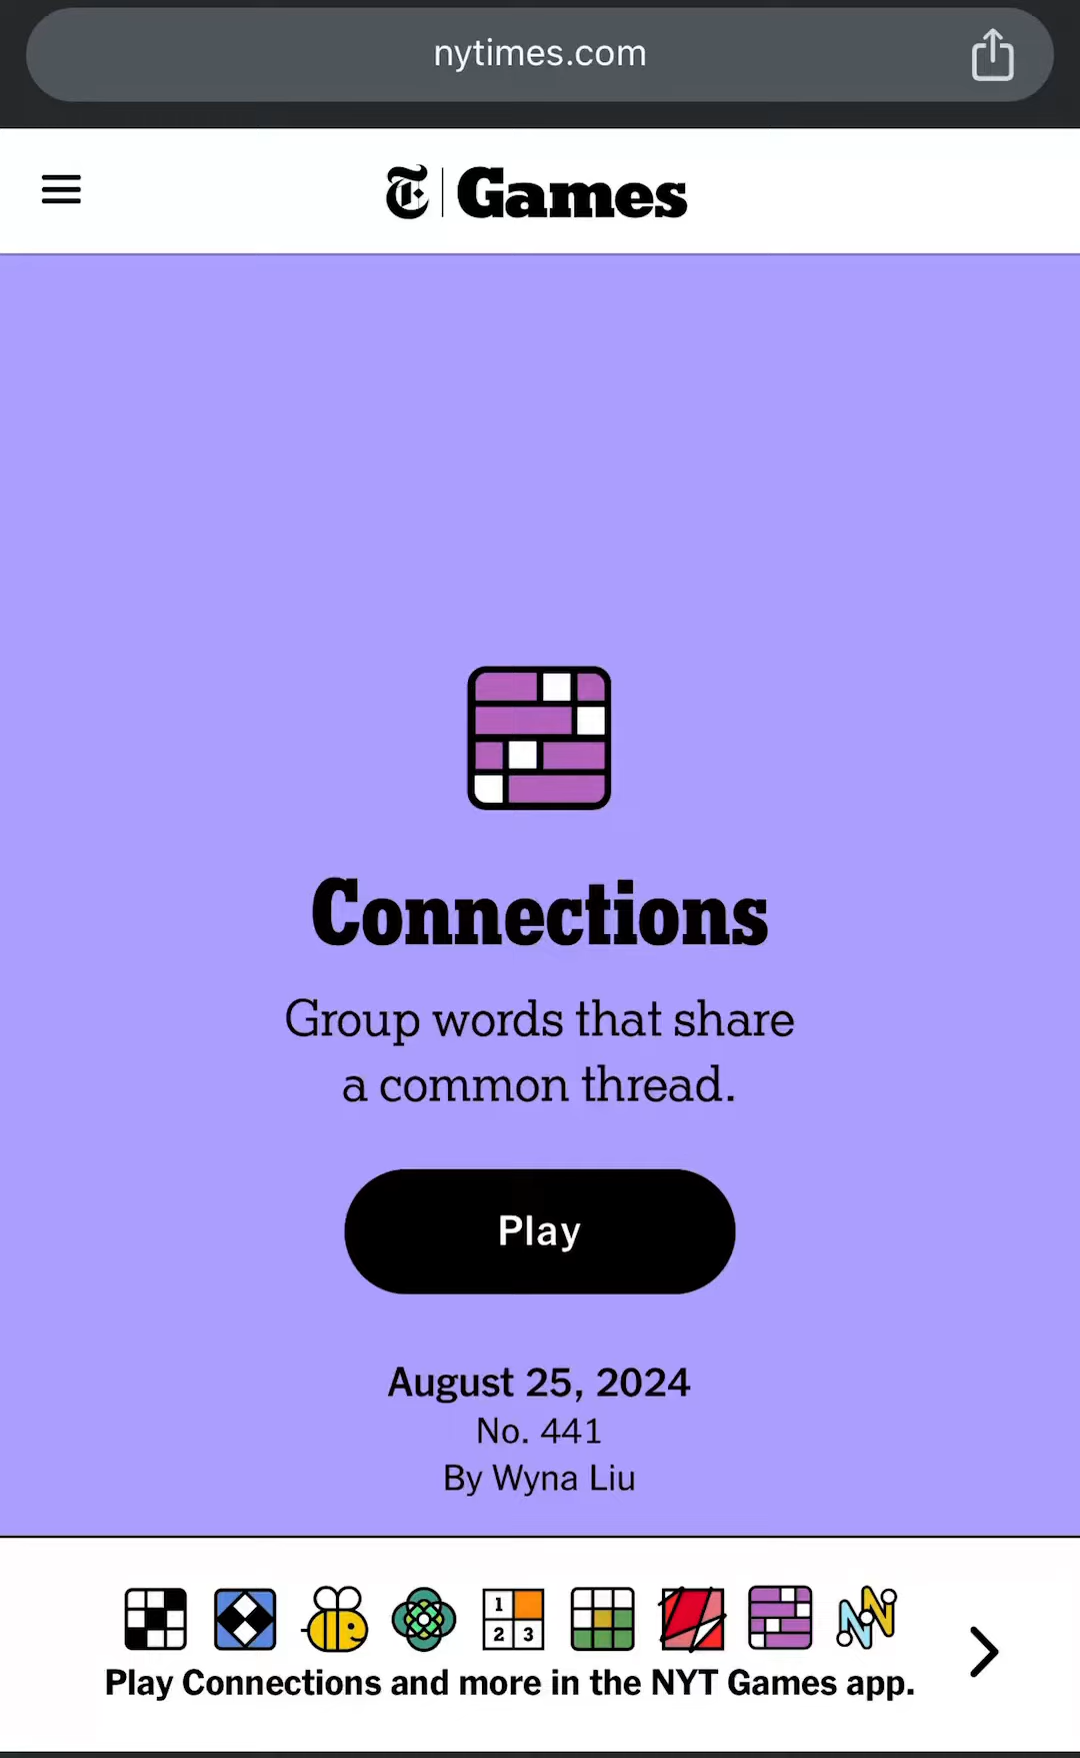 nytimes.com
T Games
Connections
Group words that share
a common thread.
Play
August 25, 2024
No. 441
By Wyna Liu
1
2 3
Play Connections and more in the NYT Games app.